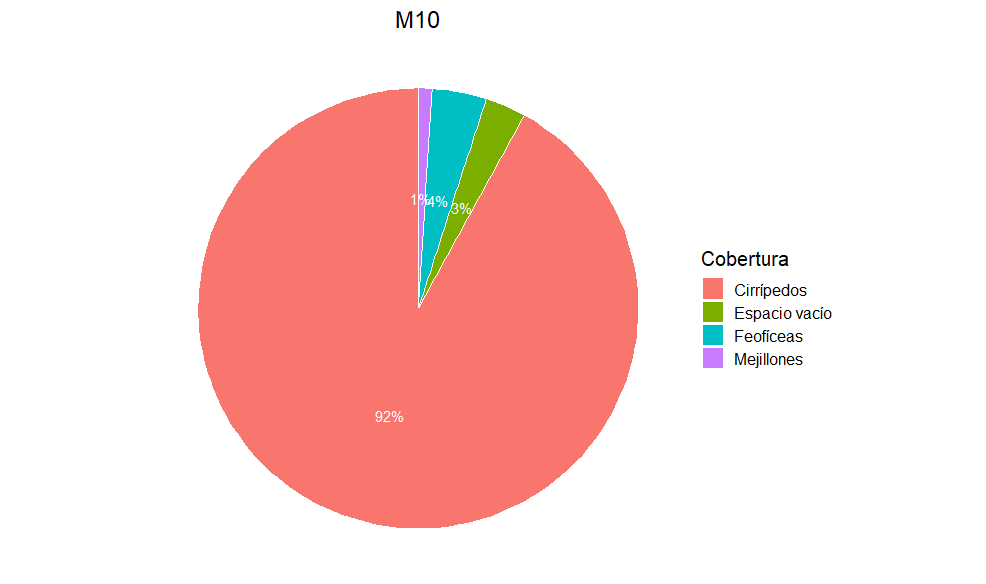 M10
1%
4%
3%
92%
Cobertura
Cirrípedos
Espacio vacío
Feofíceas
Mejillones